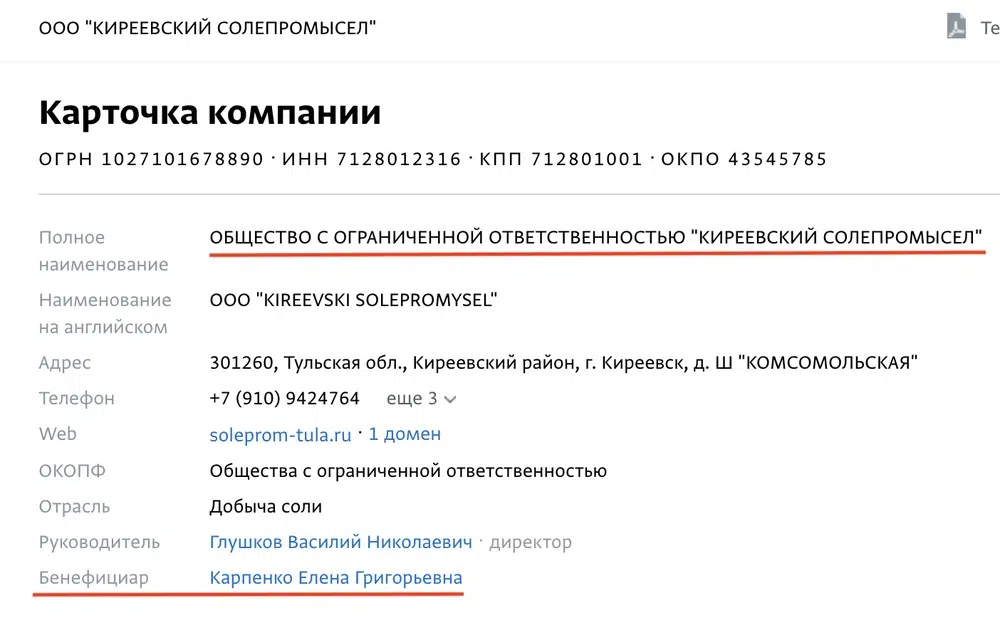 ООО "КИРЕЕВСКИЙ СОЛЕПРОМЫСЕЛ"
Те
Карточка компании
ОГРН 1027101678890 · ИНН 7128012316 · КПП 712801001 · ОКПО 43545785
Полное наименование ОБЩЕСТВО С ОГРАНИЧЕННОЙ ОТВЕТСТВЕННОСТЬЮ "КИРЕЕВСКИЙ СОЛЕПРОМЫСЕЛ"
Наименование на английском ООО "KIREEVSKI SOLEPROMYSEL"
Адрес 301260, Тульская обл., Киреевский район, г. Киреевск, д. Ш "КОМСОМОЛЬСКАЯ"
Телефон +7 (910) 9424764 еще 3
Web soleprom-tula.ru · 1 домен
ОКОПФ Общества с ограниченной ответственностью
Отрасль Добыча соли
Руководитель Глушков Василий Николаевич · директор
Бенефициар Карпенко Елена Григорьевна